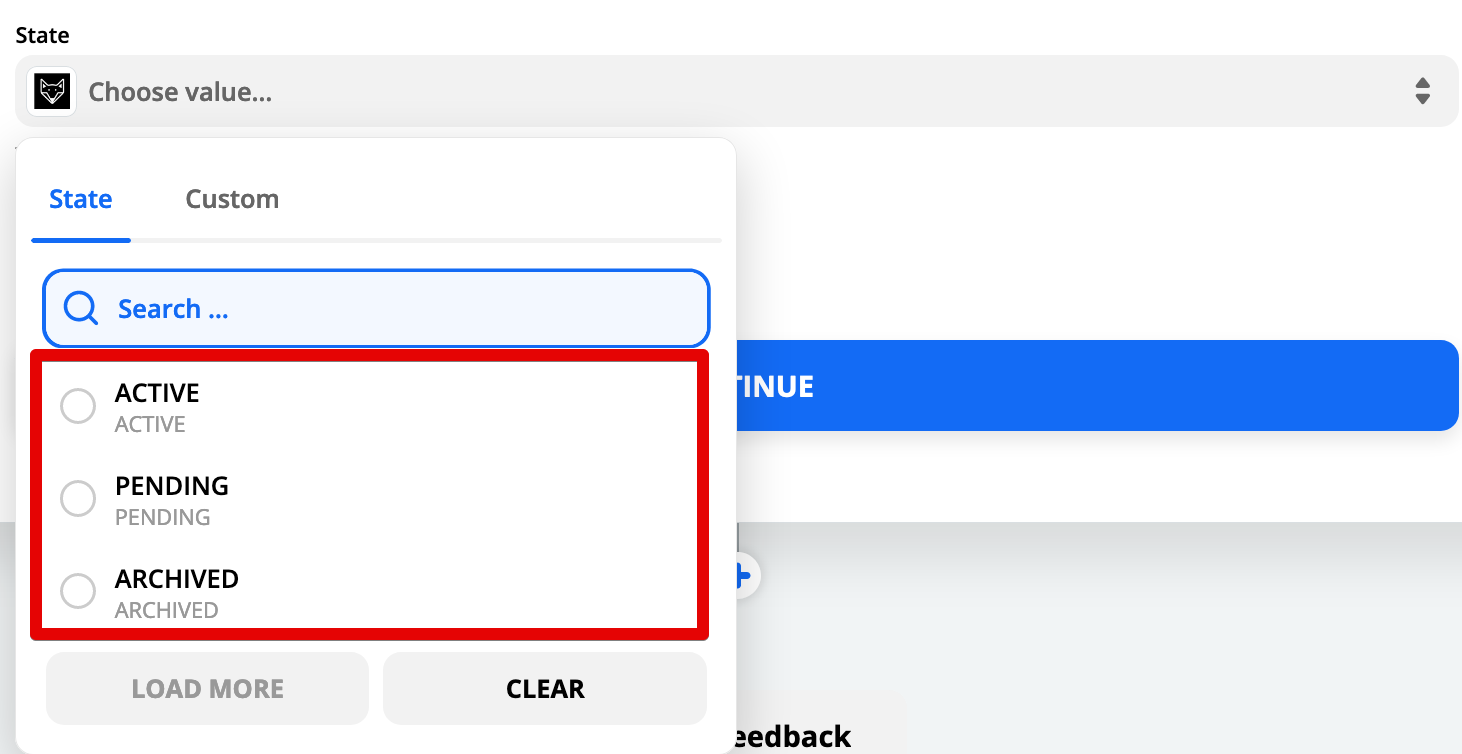 State
Choose value...
State Custom
Search ...
ACTIVE
ACTIVE
PENDING
PENDING
ARCHIVED
ARCHIVED
LOAD MORE CLEAR